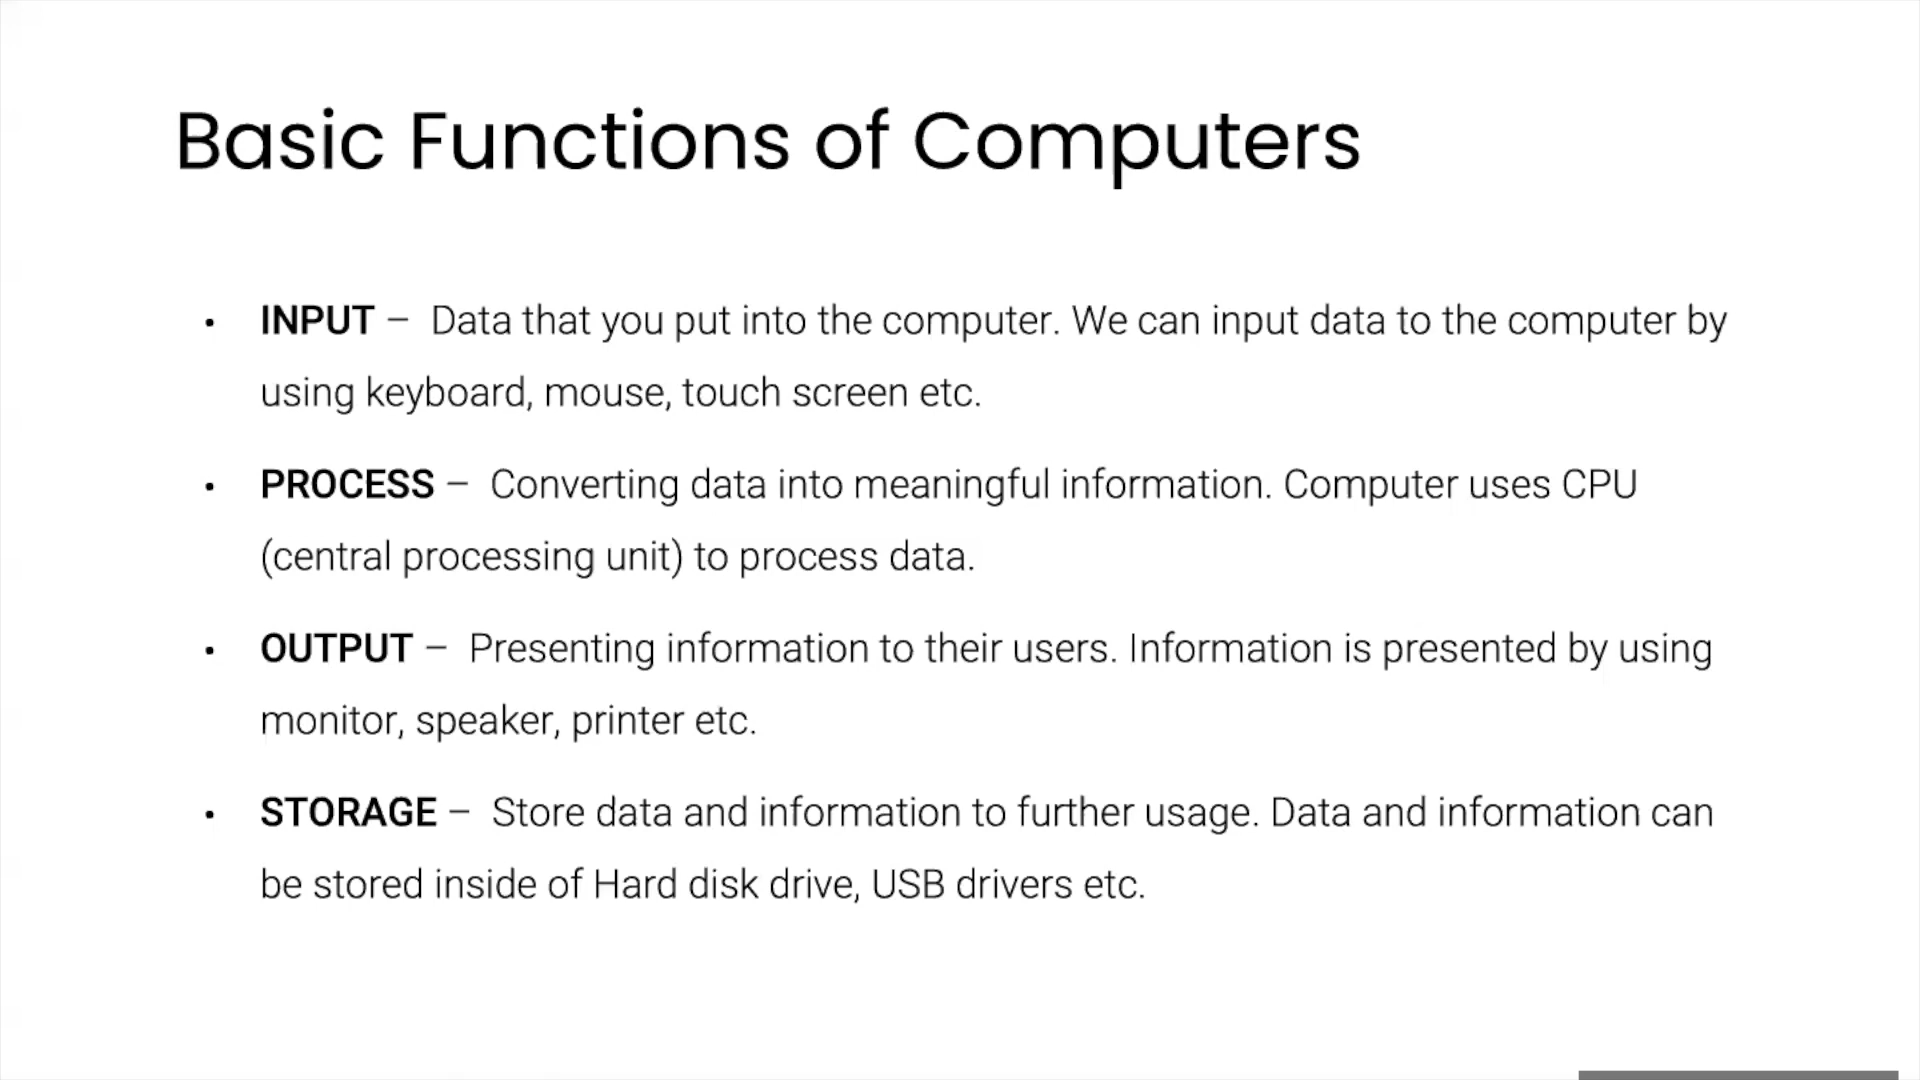 Basic Functions of Computers
• INPUT – Data that you put into the computer. We can input data to the computer by
using keyboard, mouse, touch screen etc.
• PROCESS – Converting data into meaningful information. Computer uses CPU
(central processing unit) to process data.
• OUTPUT – Presenting information to their users. Information is presented by using
monitor, speaker, printer etc.
• STORAGE – Store data and information to further usage. Data and information can
be stored inside of Hard disk drive, USB drivers etc.